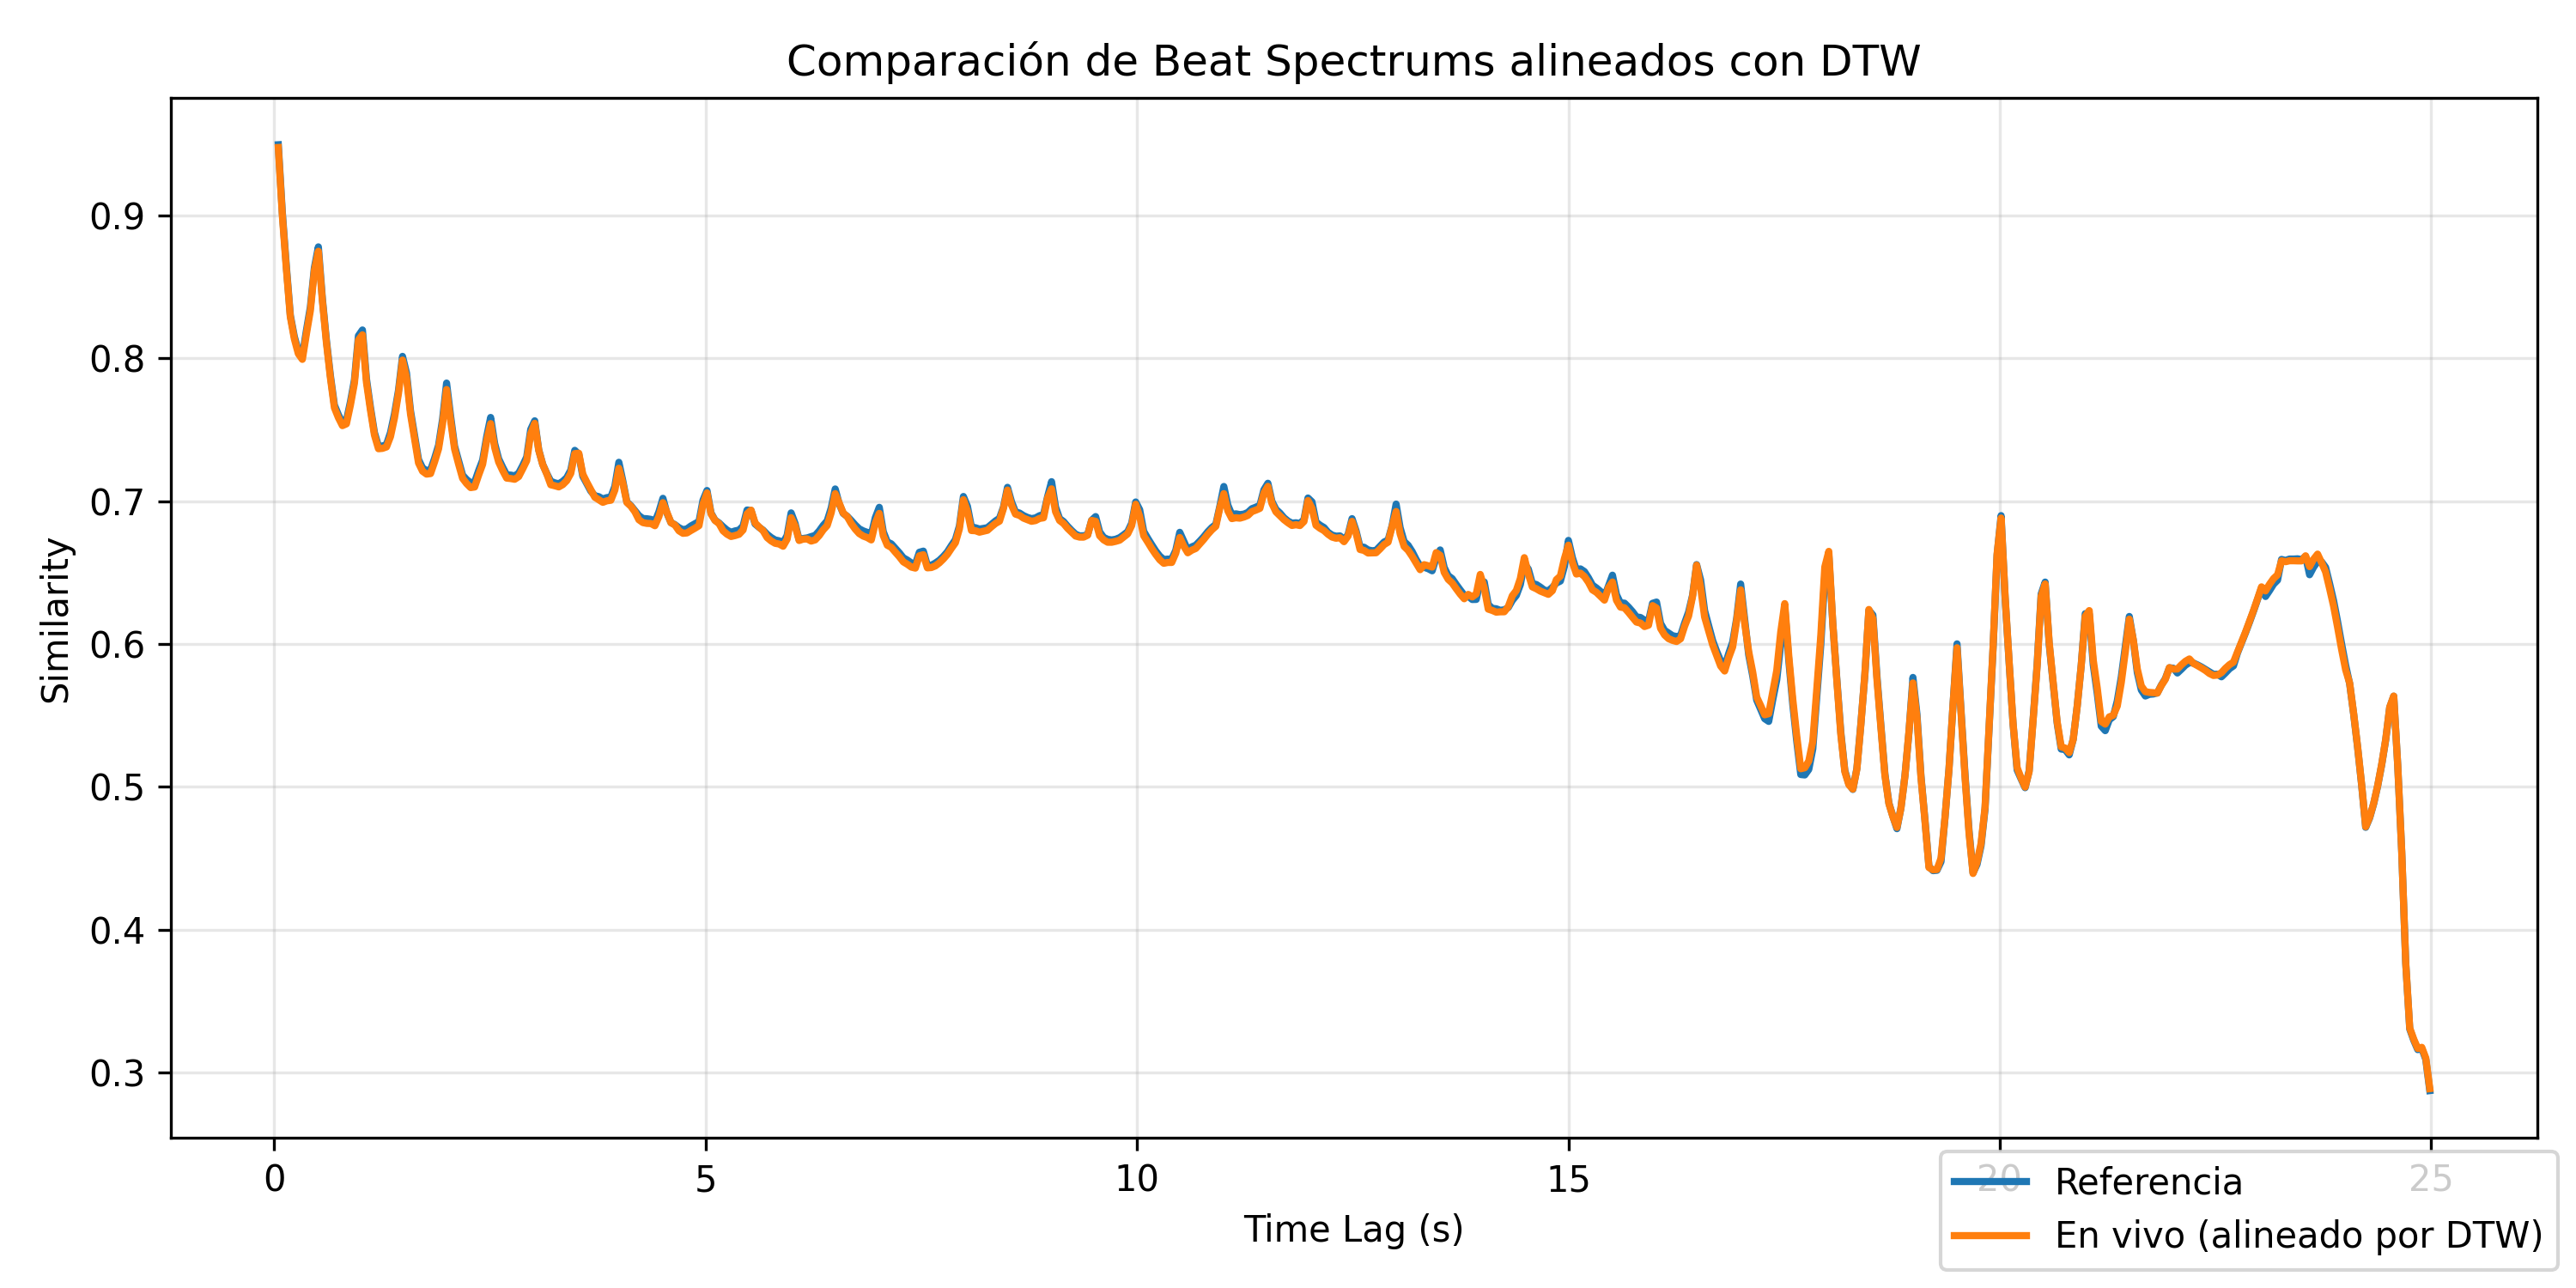 Comparación de Beat Spectrums alineados con DTW
Similarity
0.9
0.8
0.7
0.6
0.5
0.4
0.3
0 5 10 15 20 25
Time Lag (s)
Referencia
En vivo (alineado por DTW)